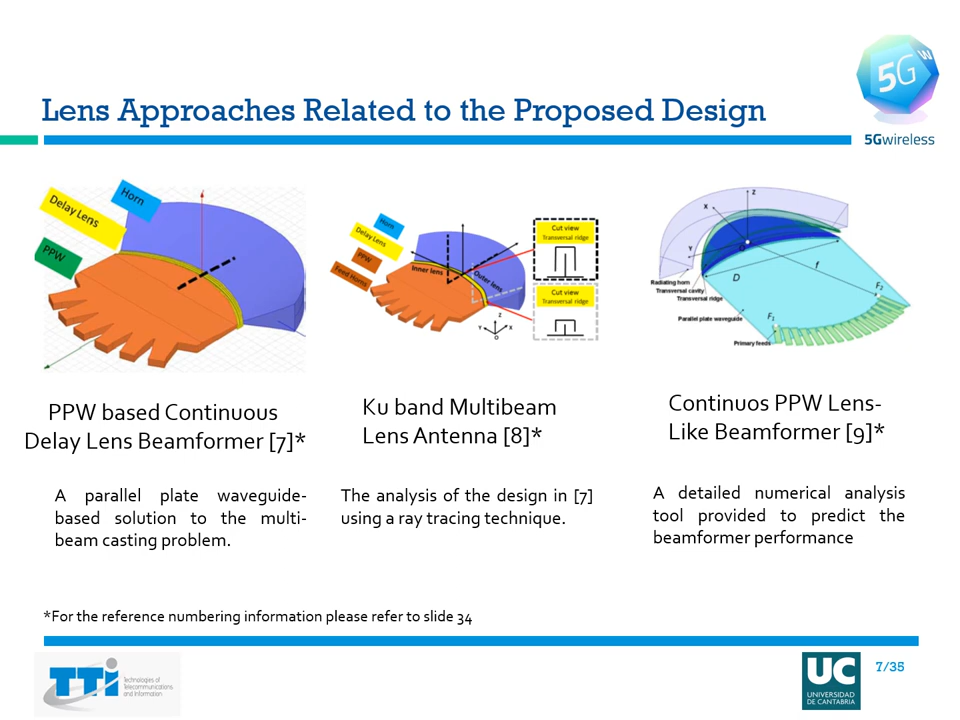 5G
W
5Gwireless
Lens Approaches Related to the Proposed Design
Horn
Delay Lens
PPW
Horn
Delay Lens
PPW
Feed Horns
Inner lens
Outer lens
Cut view
Transversal ridge
Cut view
Transversal ridge
Z
Y
X
O
Z
X
Y
O
D
f
F₁
F₂
Radiating horn
Transversal cavity
Transversal ridge
Parallel plate waveguide
Primary feeds
PPW based Continuous
Delay Lens Beamformer [7]*
Ku band Multibeam
Lens Antenna [8]*
Continuos PPW Lens-
Like Beamformer [9]*
A parallel plate waveguide-
based solution to the multi-
beam casting problem.
The analysis of the design in [7]
using a ray tracing technique.
A detailed numerical analysis
tool provided to predict the
beamformer performance
*For the reference numbering information please refer to slide 34
TTi
Technologies of
Telecommunications
and Information
UC
UNIVERSIDAD
DE CANTABRIA
7/35